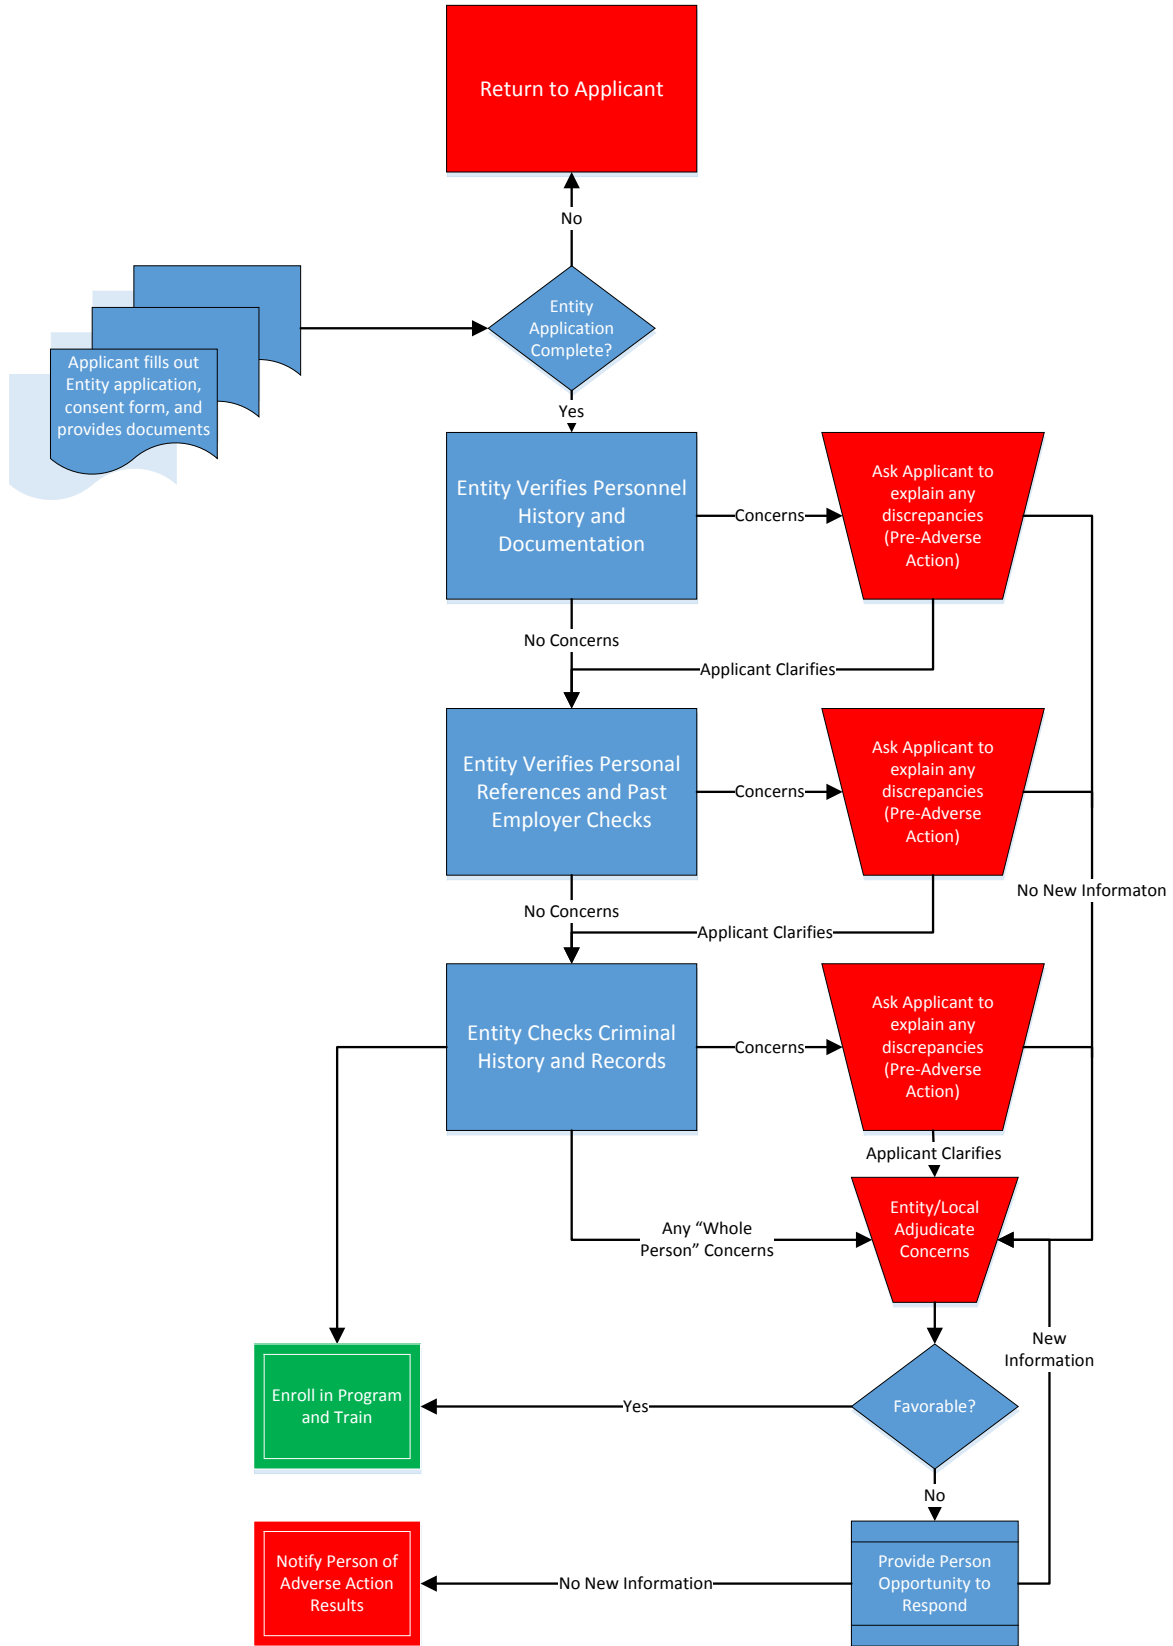 Return to Applicant
No
Entity
Application
Complete?
Applicant fills out
Entity application,
consent form, and
provides documents
Yes
Entity Verifies Personnel
History and
Documentation
Concerns
Ask Applicant to
explain any
discrepancies
(Pre-Adverse
Action)
No Concerns
Applicant Clarifies
Entity Verifies Personal
References and Past
Employer Checks
Concerns
Ask Applicant to
explain any
discrepancies
(Pre-Adverse
Action)
No New Informaton
No Concerns
Applicant Clarifies
Entity Checks Criminal
History and Records
Concerns
Ask Applicant to
explain any
discrepancies
(Pre-Adverse
Action)
Applicant Clarifies
Any “Whole
Person” Concerns
Entity/Local
Adjudicate
Concerns
New
Information
Enroll in Program
and Train
Yes
Favorable?
No
Notify Person of
Adverse Action
Results
No New Information
Provide Person
Opportunity to
Respond